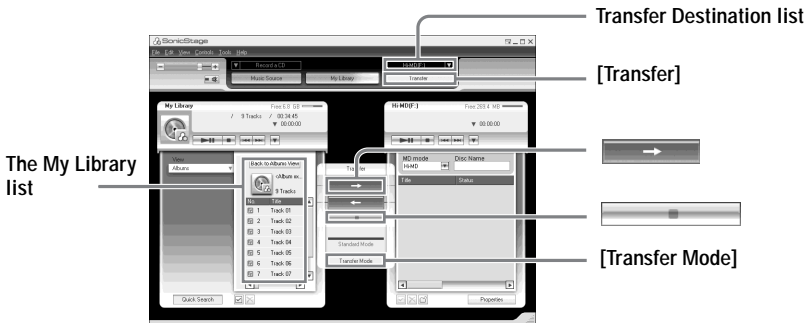 Transfer Destination list
SonicStage
File Edit View Controls Tools Help
Record a CD
Hi-MD(F:)
Music Source
My Library
Transfer
[Transfer]
My Library
Free:6.8 GB
/ 9 Tracks / 00:34:45
00:00:00
Hi-MD(F:)
Free:289.4 MB
00:00:00
The My Library
list
View
Albums
Back to Albums View
<Album ex..
9 Tracks
No. Title
1 Track 01
2 Track 02
3 Track 03
4 Track 04
5 Track 05
6 Track 06
7 Track 07
Transfer
Standard Mode
Transfer Mode
MD mode
Disc Name
Hi-MD
Title
Status
[Transfer Mode]
Quick Search
Properties